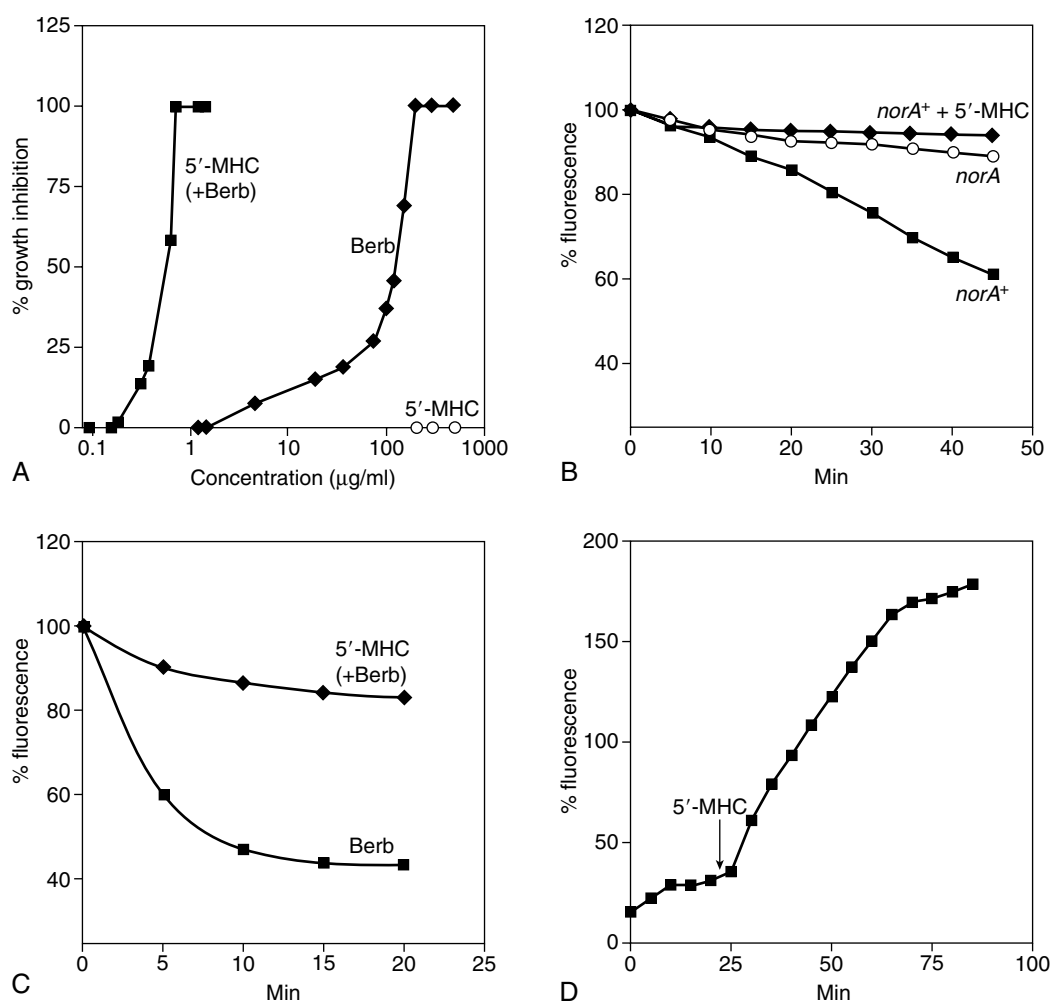 100
75
50
25
0
% growth inhibition
5′-MHC
(+Berb)
Berb
5′-MHC
0.1 1 10 100 1000
Concentration (μg/ml)
A
120
100
80
60
40
% fluorescence
norA+ + 5′-MHC
norA
norA+
0 10 20 30 40 50
Min
B
120
100
80
60
40
% fluorescence
5′-MHC
(+Berb)
Berb
0 5 10 15 20 25
Min
C
200
150
100
50
0
% fluorescence
5′-MHC
0 25 50 75 100
Min
D